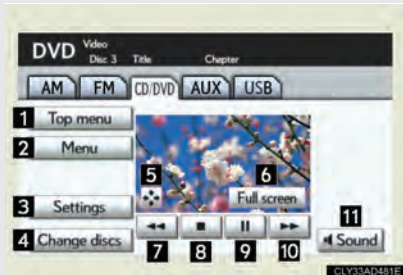 DVD Video
Disc 3 Title Chapter
AM FM CD/DVD AUX USB
1 Top menu
2 Menu
5 6
Full screen
3 Settings
11
4 Change discs
Sound
7 8 9 10
CLY33AD481E